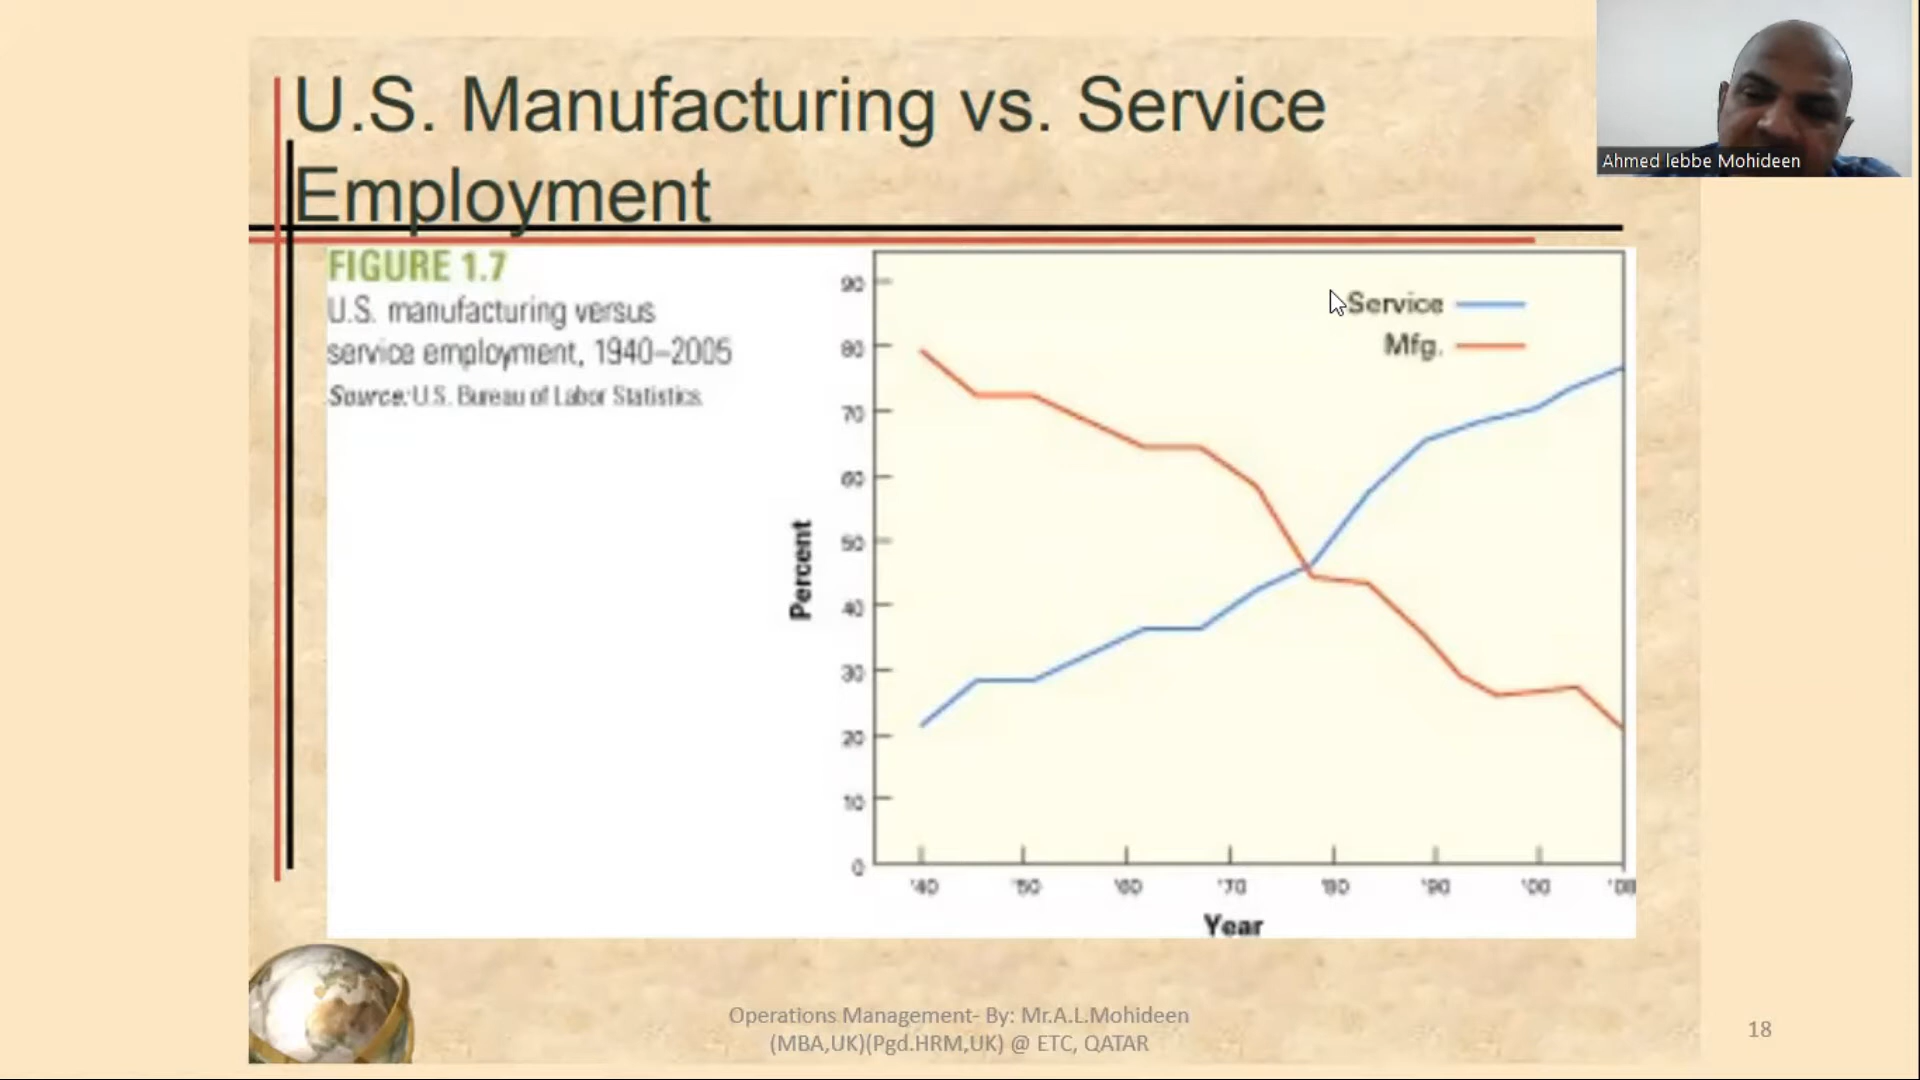 U.S. Manufacturing vs. Service
Employment
Ahmed lebbe Mohideen
FIGURE 1.7
U.S. manufacturing versus
service employment, 1940–2005
Source: U.S. Bureau of Labor Statistics.
Service
Mfg.
90
80
70
60
50
40
30
20
10
0
Percent
'40
'50
'60
'70
'80
'90
'00
Year
Operations Management- By: Mr.A.L.Mohideen
(MBA,UK)(Pgd.HRM,UK) @ ETC, QATAR
18